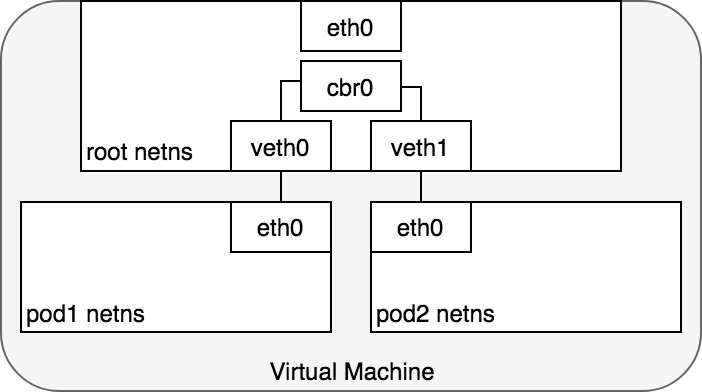 eth0
cbr0
root netns
veth0
veth1
eth0
eth0
pod1 netns
pod2 netns
Virtual Machine